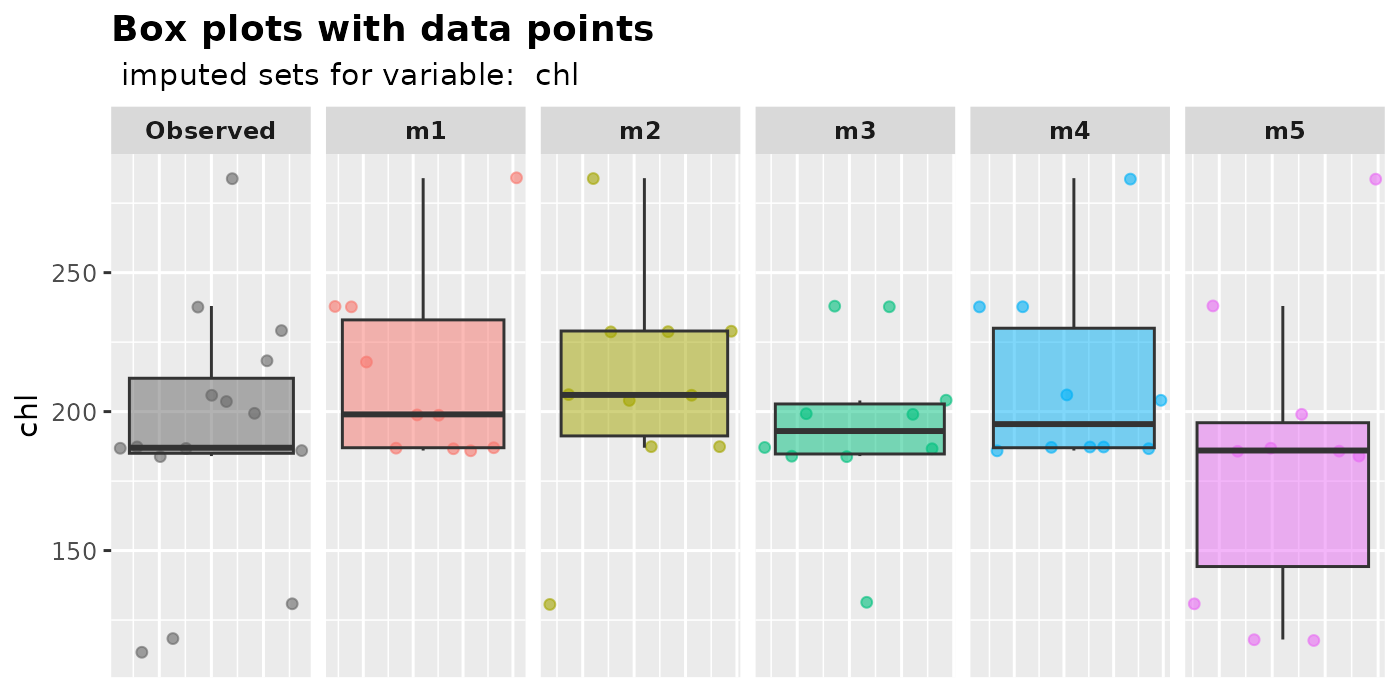 Box plots with data points
imputed sets for variable:  chl
Observed m1 m2 m3 m4 m5
250
200
150
chl